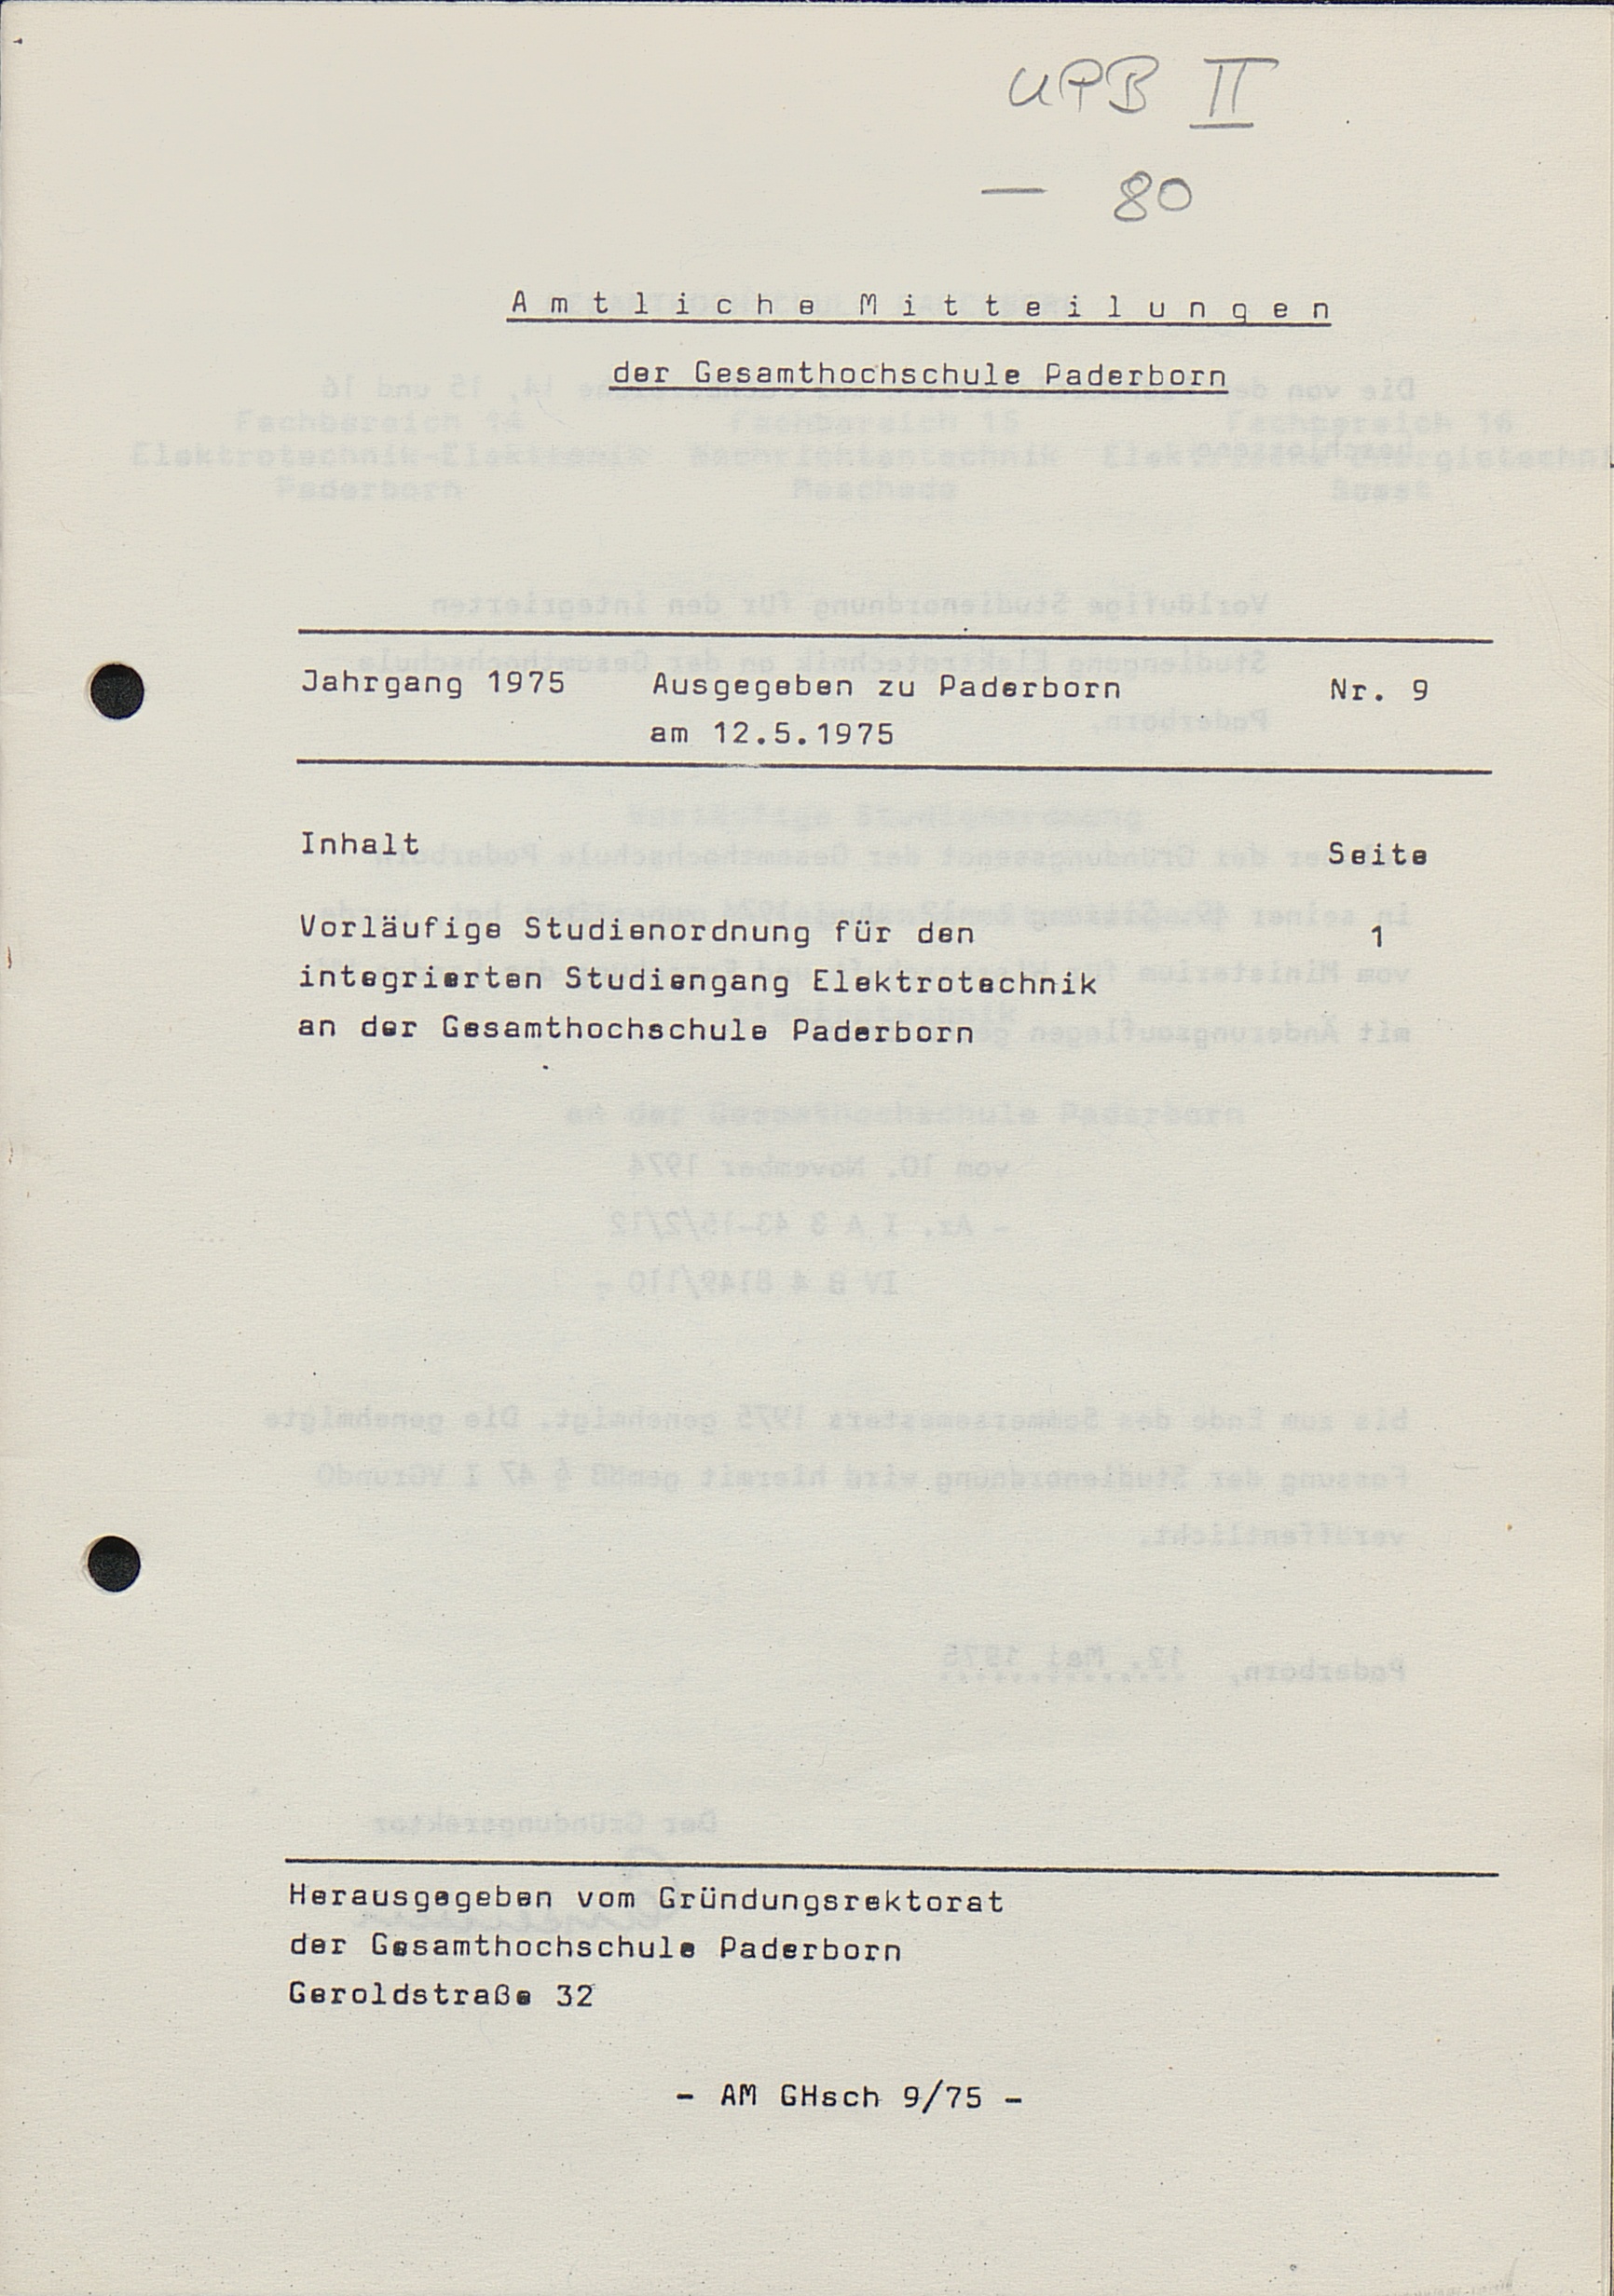 UPB II
— 80
Amtliche Mitteilungen
der Gesamthochschule Paderborn
Jahrgang 1975 Ausgegeben zu Paderborn Nr. 9
am 12.5.1975
Inhalt Seite
Vorläufige Studienordnung für den 1
integrierten Studiengang Elektrotechnik
an der Gesamthochschule Paderborn
Herausgegeben vom Gründungsrektorat
der Gesamthochschule Paderborn
Geroldstraße 32
- AM GHsch 9/75 -